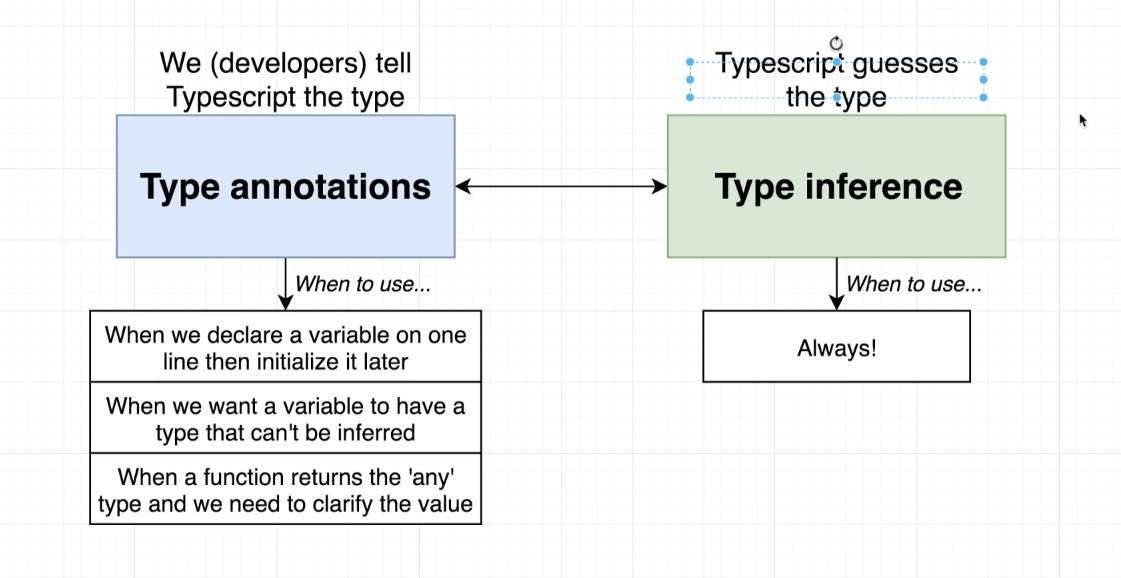 We (developers) tell
Typescript the type
Typescript guesses
the type
Type annotations
Type inference
When to use...
When to use...
When we declare a variable on one
line then initialize it later
When we want a variable to have a
type that can't be inferred
When a function returns the 'any'
type and we need to clarify the value
Always!